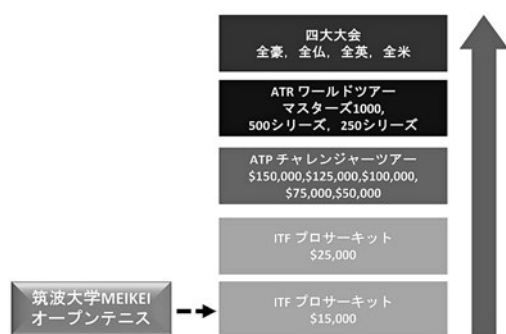 四大大会
全豪，全仏，全英，全米
ATR ワールドツアー
マスターズ1000,
500シリーズ，250シリーズ
ATP チャレンジャーツアー
$150,000,$125,000,$100,000,
$75,000,$50,000
ITF プロサーキット
$25,000
筑波大学MEIKEI
オープンテニス
ITF プロサーキット
$15,000